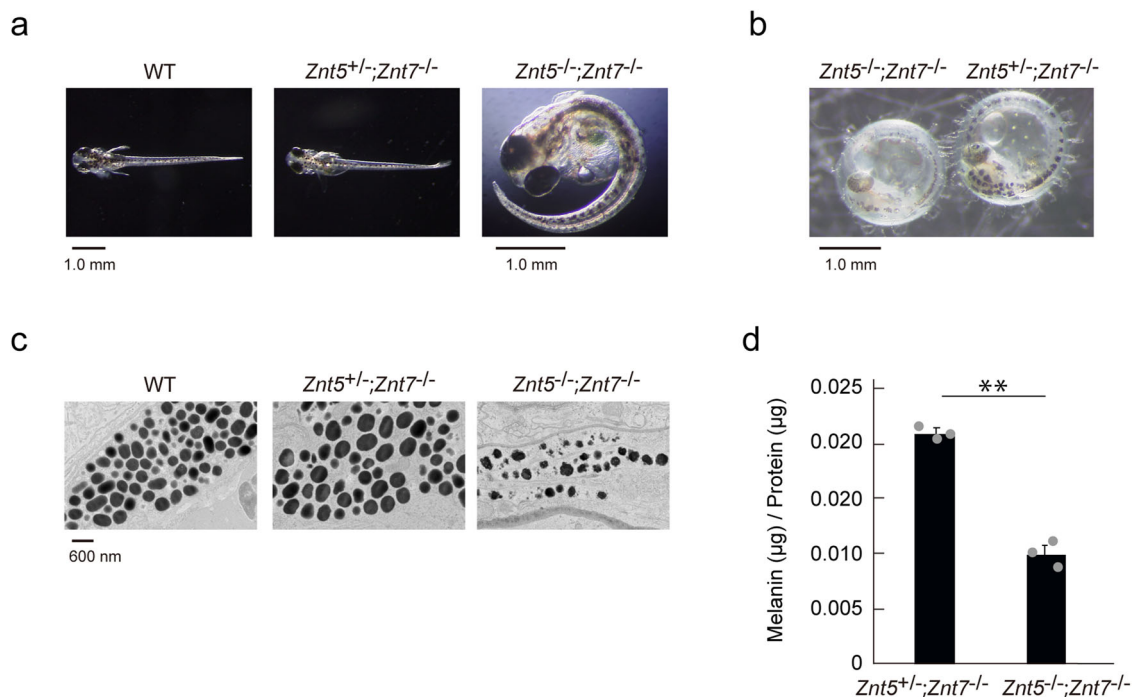 a
WT
Znt5+/-;Znt7-/-
Znt5-/-;Znt7-/-
1.0 mm
1.0 mm
b
Znt5-/-;Znt7-/-
Znt5+/-;Znt7-/-
1.0 mm
c
WT
Znt5+/-;Znt7-/-
Znt5-/-;Znt7-/-
600 nm
d
Melanin (μg) / Protein (μg)
0.025
0.020
0.020
0.010
0.005
0
**
Znt5+/-;Znt7-/-
Znt5-/-;Znt7-/-